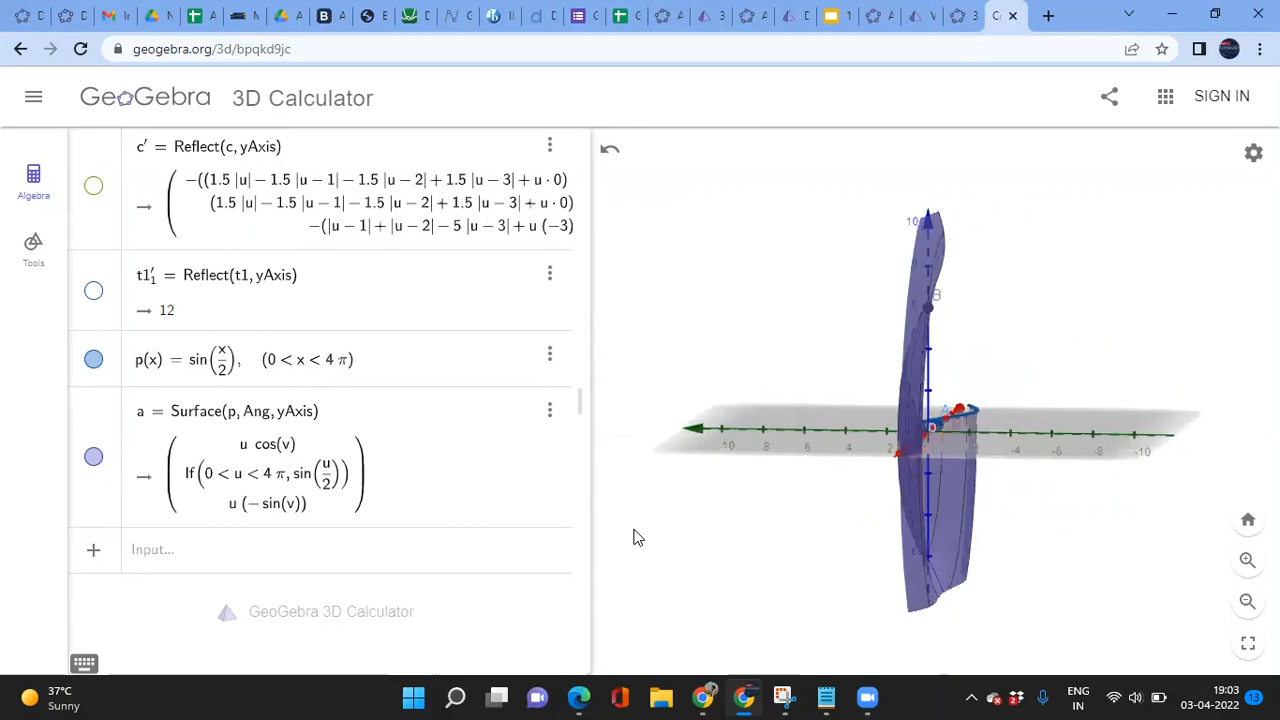 geogebra.org/3d/bpqkd9jc
GeoGebra 3D Calculator
SIGN IN
Algebra
Tools
c′ = Reflect(c, yAxis)
→ ( −((1.5 |u| − 1.5 |u − 1| − 1.5 |u − 2| + 1.5 |u − 3| + u · 0)
(1.5 |u| − 1.5 |u − 1| − 1.5 |u − 2| + 1.5 |u − 3| + u · 0)
−(|u − 1| + |u − 2| − 5 |u − 3| + u (−3)
t1′₁ = Reflect(t1, yAxis)
→ 12
p(x) = sin(x/2), (0 < x < 4 π)
a = Surface(p, Ang, yAxis)
u cos(v)
→ If(0 < u < 4 π, sin(u/2))
u (− sin(v))
+ Input...
GeoGebra 3D Calculator
10
B
10 8 6 4 2 -4 -6 -8 -10
37°C
Sunny
ENG
IN
19:03
03-04-2022
13